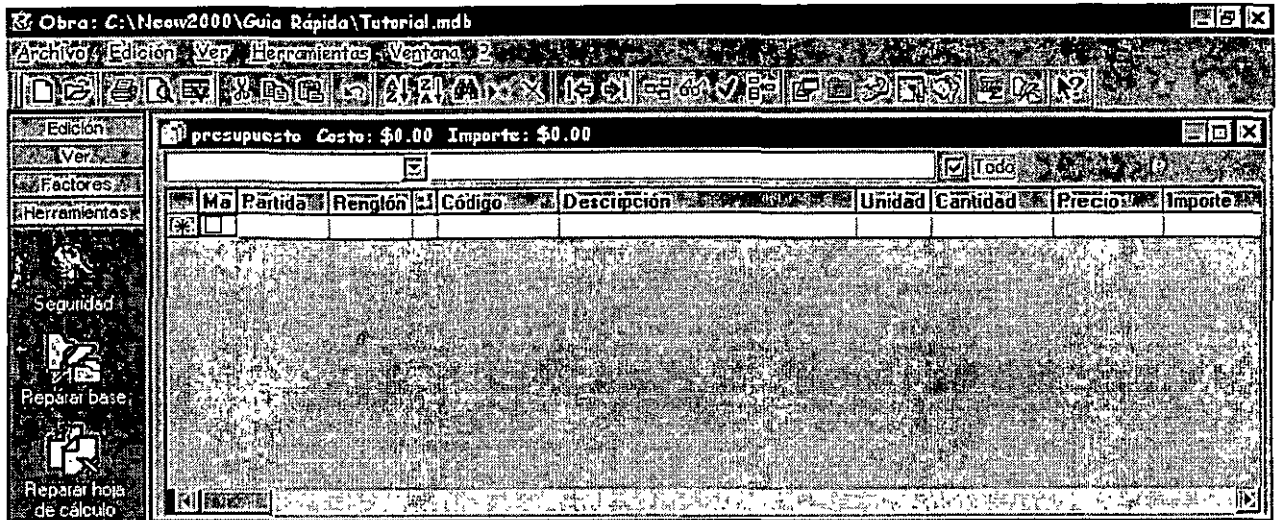 Obra: C:\Neow2000\Guia Rápida\Tutorial.mdb
Archivo Edición Ver Herramientas Ventana ?
Edición
Ver
Factores
Herramientas
Seguridad
Reparar base
Reparar hoja
de cálculo
presupuesto Costo: $0.00 Importe: $0.00
Todo
Ma Partida Renglón Código Descripción Unidad Cantidad Precio Importe